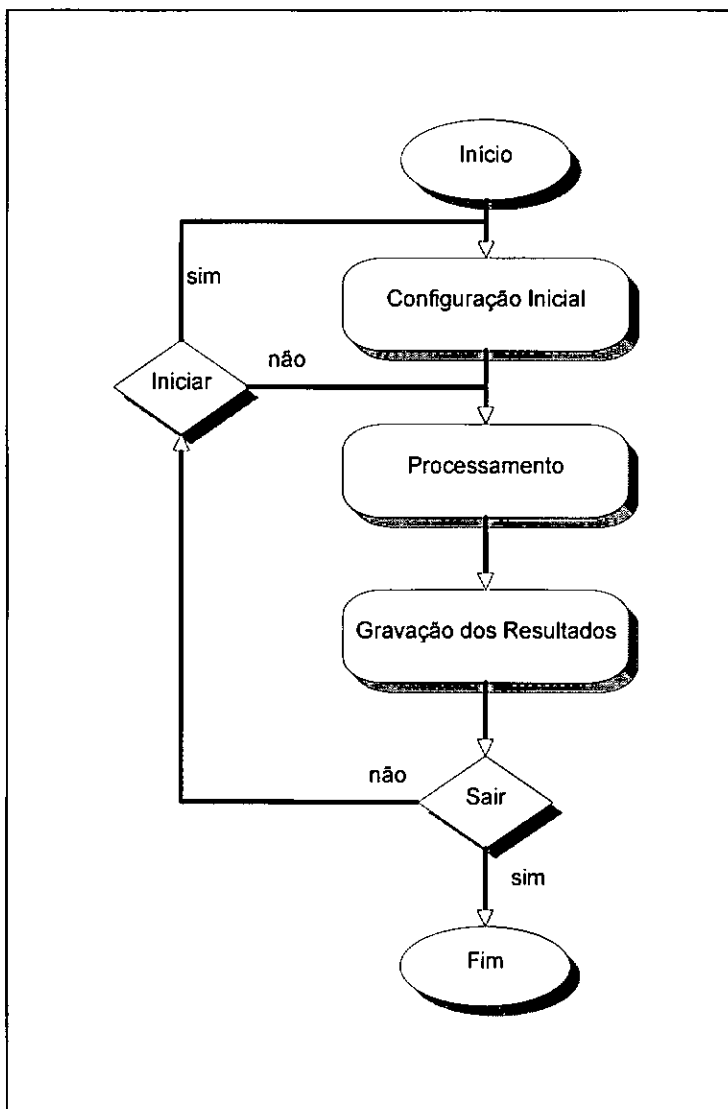 Início
sim
Configuração Inicial
não
Iniciar
Processamento
Gravação dos Resultados
não
Sair
sim
Fim